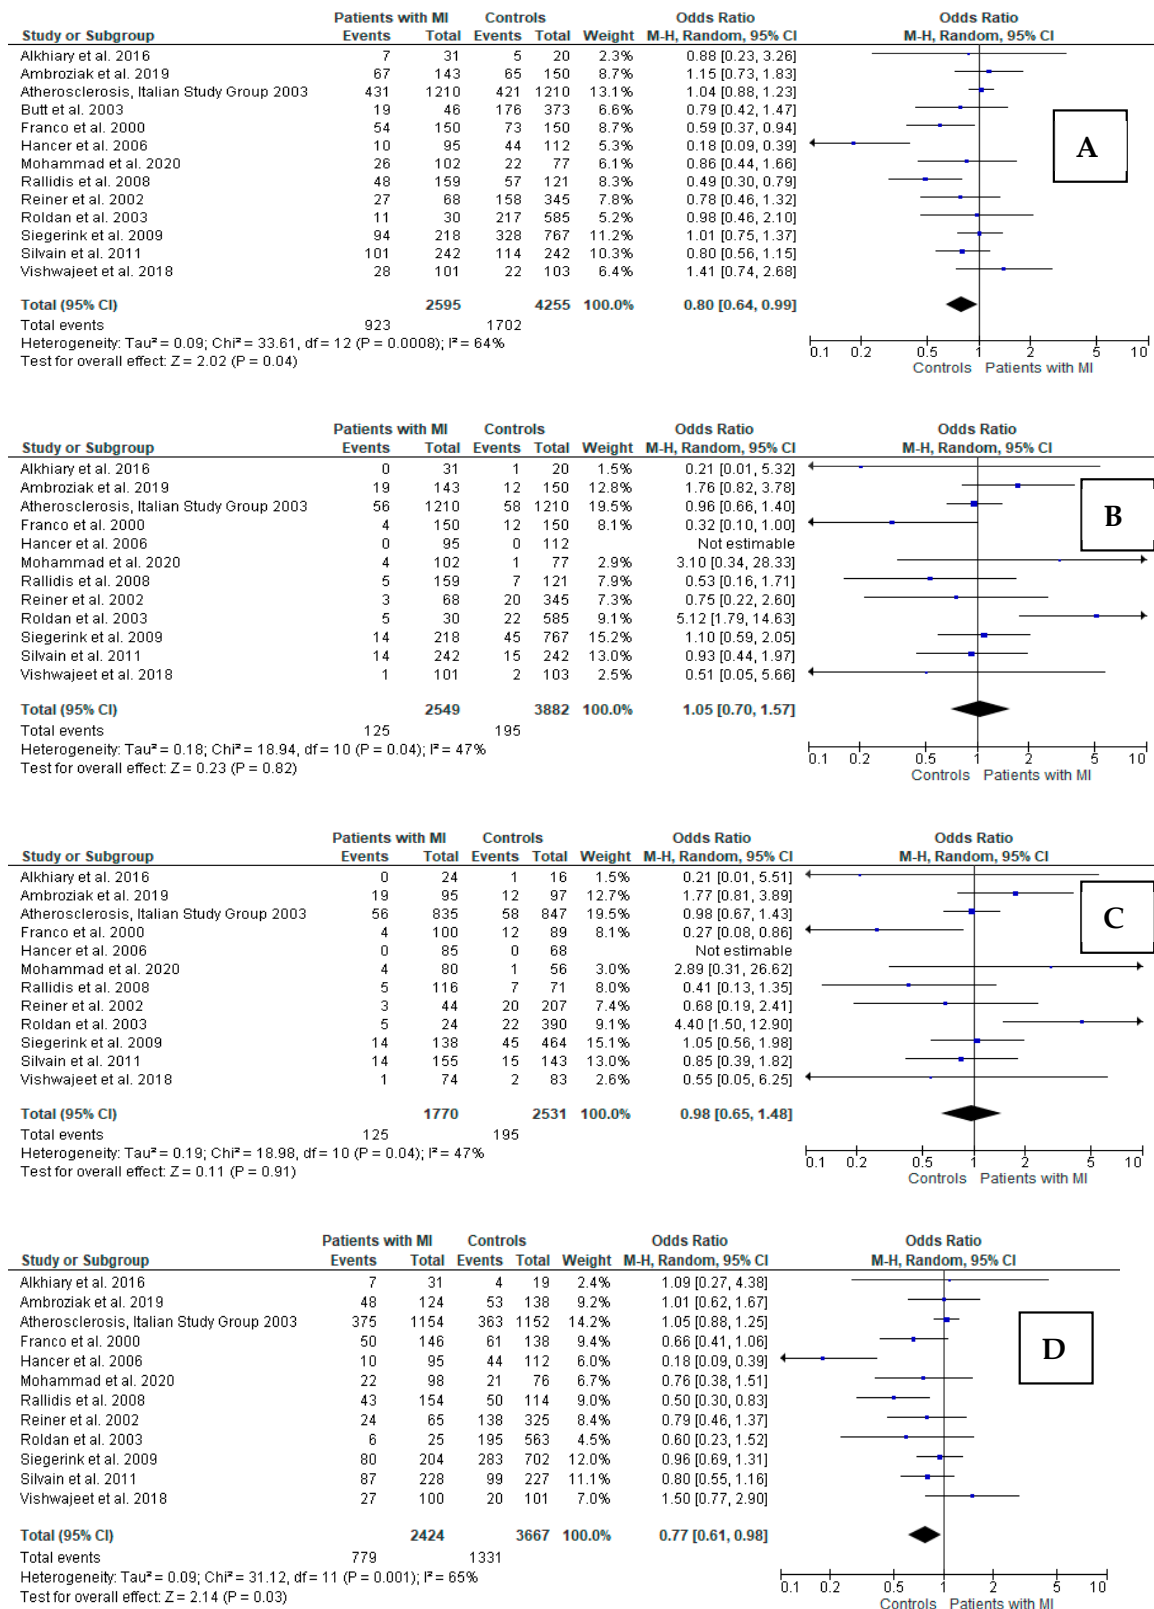 Patients with MI Controls Odds Ratio Odds Ratio
Study or Subgroup Events Total Events Total Weight M-H, Random, 95% CI M-H, Random, 95% CI
Alkhiary et al. 2016 7 31 5 20 2.3% 0.88 [0.23, 3.26]
Ambroziak et al. 2019 67 143 65 150 8.7% 1.15 [0.73, 1.83]
Atherosclerosis, Italian Study Group 2003 431 1210 421 1210 13.1% 1.04 [0.88, 1.23]
Butt et al. 2003 19 46 176 373 6.6% 0.79 [0.42, 1.47]
Franco et al. 2000 54 150 73 150 8.7% 0.59 [0.37, 0.94]
Hancer et al. 2006 10 95 44 112 5.3% 0.18 [0.09, 0.39]
Mohammad et al. 2020 26 102 22 77 6.1% 0.86 [0.44, 1.66]
Rallidis et al. 2008 48 159 57 121 8.3% 0.49 [0.30, 0.79]
Reiner et al. 2002 27 68 158 345 7.8% 0.78 [0.46, 1.32]
Roldan et al. 2003 11 30 217 585 5.2% 0.98 [0.46, 2.10]
Siegerink et al. 2009 94 218 328 767 11.2% 1.01 [0.75, 1.37]
Silvain et al. 2011 101 242 114 242 10.3% 0.80 [0.56, 1.15]
Vishwajeet et al. 2018 28 101 22 103 6.4% 1.41 [0.74, 2.68]
A
Total (95% CI) 2595 4255 100.0% 0.80 [0.64, 0.99]
Total events 923 1702
Heterogeneity: Tau² = 0.09; Chi² = 33.61, df = 12 (P = 0.0008); I² = 64%
Test for overall effect: Z = 2.02 (P = 0.04)
0.1 0.2 0.5 1 2 5 10
Controls Patients with MI
Patients with MI Controls Odds Ratio Odds Ratio
Study or Subgroup Events Total Events Total Weight M-H, Random, 95% CI M-H, Random, 95% CI
Alkhiary et al. 2016 0 31 1 20 1.5% 0.21 [0.01, 5.32]
Ambroziak et al. 2019 19 143 12 150 12.8% 1.76 [0.82, 3.78]
Atherosclerosis, Italian Study Group 2003 56 1210 58 1210 19.5% 0.96 [0.66, 1.40]
Franco et al. 2000 4 150 12 150 8.1% 0.32 [0.10, 1.00]
Hancer et al. 2006 0 95 0 112 Not estimable
Mohammad et al. 2020 4 102 1 77 2.9% 3.10 [0.34, 28.33]
Rallidis et al. 2008 5 159 7 121 7.9% 0.53 [0.16, 1.71]
Reiner et al. 2002 3 68 20 345 7.3% 0.75 [0.22, 2.60]
Roldan et al. 2003 5 30 22 585 9.1% 5.12 [1.79, 14.63]
Siegerink et al. 2009 14 218 45 767 15.2% 1.10 [0.59, 2.05]
Silvain et al. 2011 14 242 15 242 13.0% 0.93 [0.44, 1.97]
Vishwajeet et al. 2018 1 101 2 103 2.5% 0.51 [0.05, 5.66]
B
Total (95% CI) 2549 3882 100.0% 1.05 [0.70, 1.57]
Total events 125 195
Heterogeneity: Tau² = 0.18; Chi² = 18.94, df = 10 (P = 0.04); I² = 47%
Test for overall effect: Z = 0.23 (P = 0.82)
0.1 0.2 0.5 1 2 5 10
Controls Patients with MI
Patients with MI Controls Odds Ratio Odds Ratio
Study or Subgroup Events Total Events Total Weight M-H, Random, 95% CI M-H, Random, 95% CI
Alkhiary et al. 2016 0 24 1 16 1.5% 0.21 [0.01, 5.51]
Ambroziak et al. 2019 19 95 12 97 12.7% 1.77 [0.81, 3.89]
Atherosclerosis, Italian Study Group 2003 56 835 58 847 19.5% 0.98 [0.67, 1.43]
Franco et al. 2000 4 100 12 89 8.1% 0.27 [0.08, 0.86]
Hancer et al. 2006 0 85 0 68 Not estimable
Mohammad et al. 2020 4 80 1 56 3.0% 2.89 [0.31, 26.62]
Rallidis et al. 2008 5 116 7 71 8.0% 0.41 [0.13, 1.35]
Reiner et al. 2002 3 44 20 207 7.4% 0.68 [0.19, 2.41]
Roldan et al. 2003 5 24 22 390 9.1% 4.40 [1.50, 12.90]
Siegerink et al. 2009 14 138 45 464 15.1% 1.05 [0.56, 1.98]
Silvain et al. 2011 14 155 15 143 13.0% 0.85 [0.39, 1.82]
Vishwajeet et al. 2018 1 74 2 83 2.6% 0.55 [0.05, 6.25]
C
Total (95% CI) 1770 2531 100.0% 0.98 [0.65, 1.48]
Total events 125 195
Heterogeneity: Tau² = 0.19; Chi² = 18.98, df = 10 (P = 0.04); I² = 47%
Test for overall effect: Z = 0.11 (P = 0.91)
0.1 0.2 0.5 1 2 5 10
Controls Patients with MI
Patients with MI Controls Odds Ratio Odds Ratio
Study or Subgroup Events Total Events Total Weight M-H, Random, 95% CI M-H, Random, 95% CI
Alkhiary et al. 2016 7 31 4 19 2.4% 1.09 [0.27, 4.38]
Ambroziak et al. 2019 48 124 53 138 9.2% 1.01 [0.62, 1.67]
Atherosclerosis, Italian Study Group 2003 375 1154 363 1152 14.2% 1.05 [0.88, 1.25]
Franco et al. 2000 50 146 61 138 9.4% 0.66 [0.41, 1.06]
Hancer et al. 2006 10 95 44 112 6.0% 0.18 [0.09, 0.39]
Mohammad et al. 2020 22 98 21 76 6.7% 0.76 [0.38, 1.51]
Rallidis et al. 2008 43 154 50 114 9.0% 0.50 [0.30, 0.83]
Reiner et al. 2002 24 65 138 325 8.4% 0.79 [0.46, 1.37]
Roldan et al. 2003 6 25 195 563 4.5% 0.60 [0.23, 1.52]
Siegerink et al. 2009 80 204 283 702 12.0% 0.96 [0.69, 1.31]
Silvain et al. 2011 87 228 99 227 11.1% 0.80 [0.55, 1.16]
Vishwajeet et al. 2018 27 100 20 101 7.0% 1.50 [0.77, 2.90]
D
Total (95% CI) 2424 3667 100.0% 0.77 [0.61, 0.98]
Total events 779 1331
Heterogeneity: Tau² = 0.09; Chi² = 31.12, df = 11 (P = 0.001); I² = 65%
Test for overall effect: Z = 2.14 (P = 0.03)
0.1 0.2 0.5 1 2 5 10
Controls Patients with MI